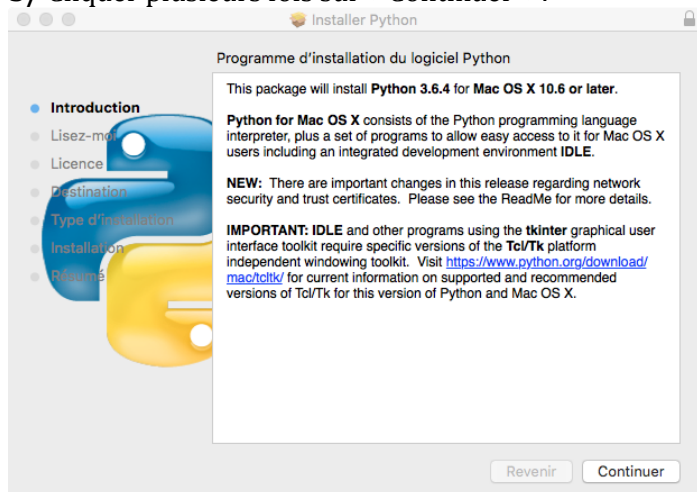 3) Cliquer plusieurs fois sur « Continuer » :
Installer Python
Programme d'installation du logiciel Python
Introduction
Lisez-moi
Licence
Destination
Type d'installation
Installation
Résumé
This package will install Python 3.6.4 for Mac OS X 10.6 or later.
Python for Mac OS X consists of the Python programming language
interpreter, plus a set of programs to allow easy access to it for Mac OS X
users including an integrated development environment IDLE.
NEW: There are important changes in this release regarding network
security and trust certificates. Please see the ReadMe for more details.
IMPORTANT: IDLE and other programs using the tkinter graphical user
interface toolkit require specific versions of the Tcl/Tk platform
independent windowing toolkit. Visit https://www.python.org/download/
mac/tcltk/ for current information on supported and recommended
versions of Tcl/Tk for this version of Python and Mac OS X.
Revenir
Continuer